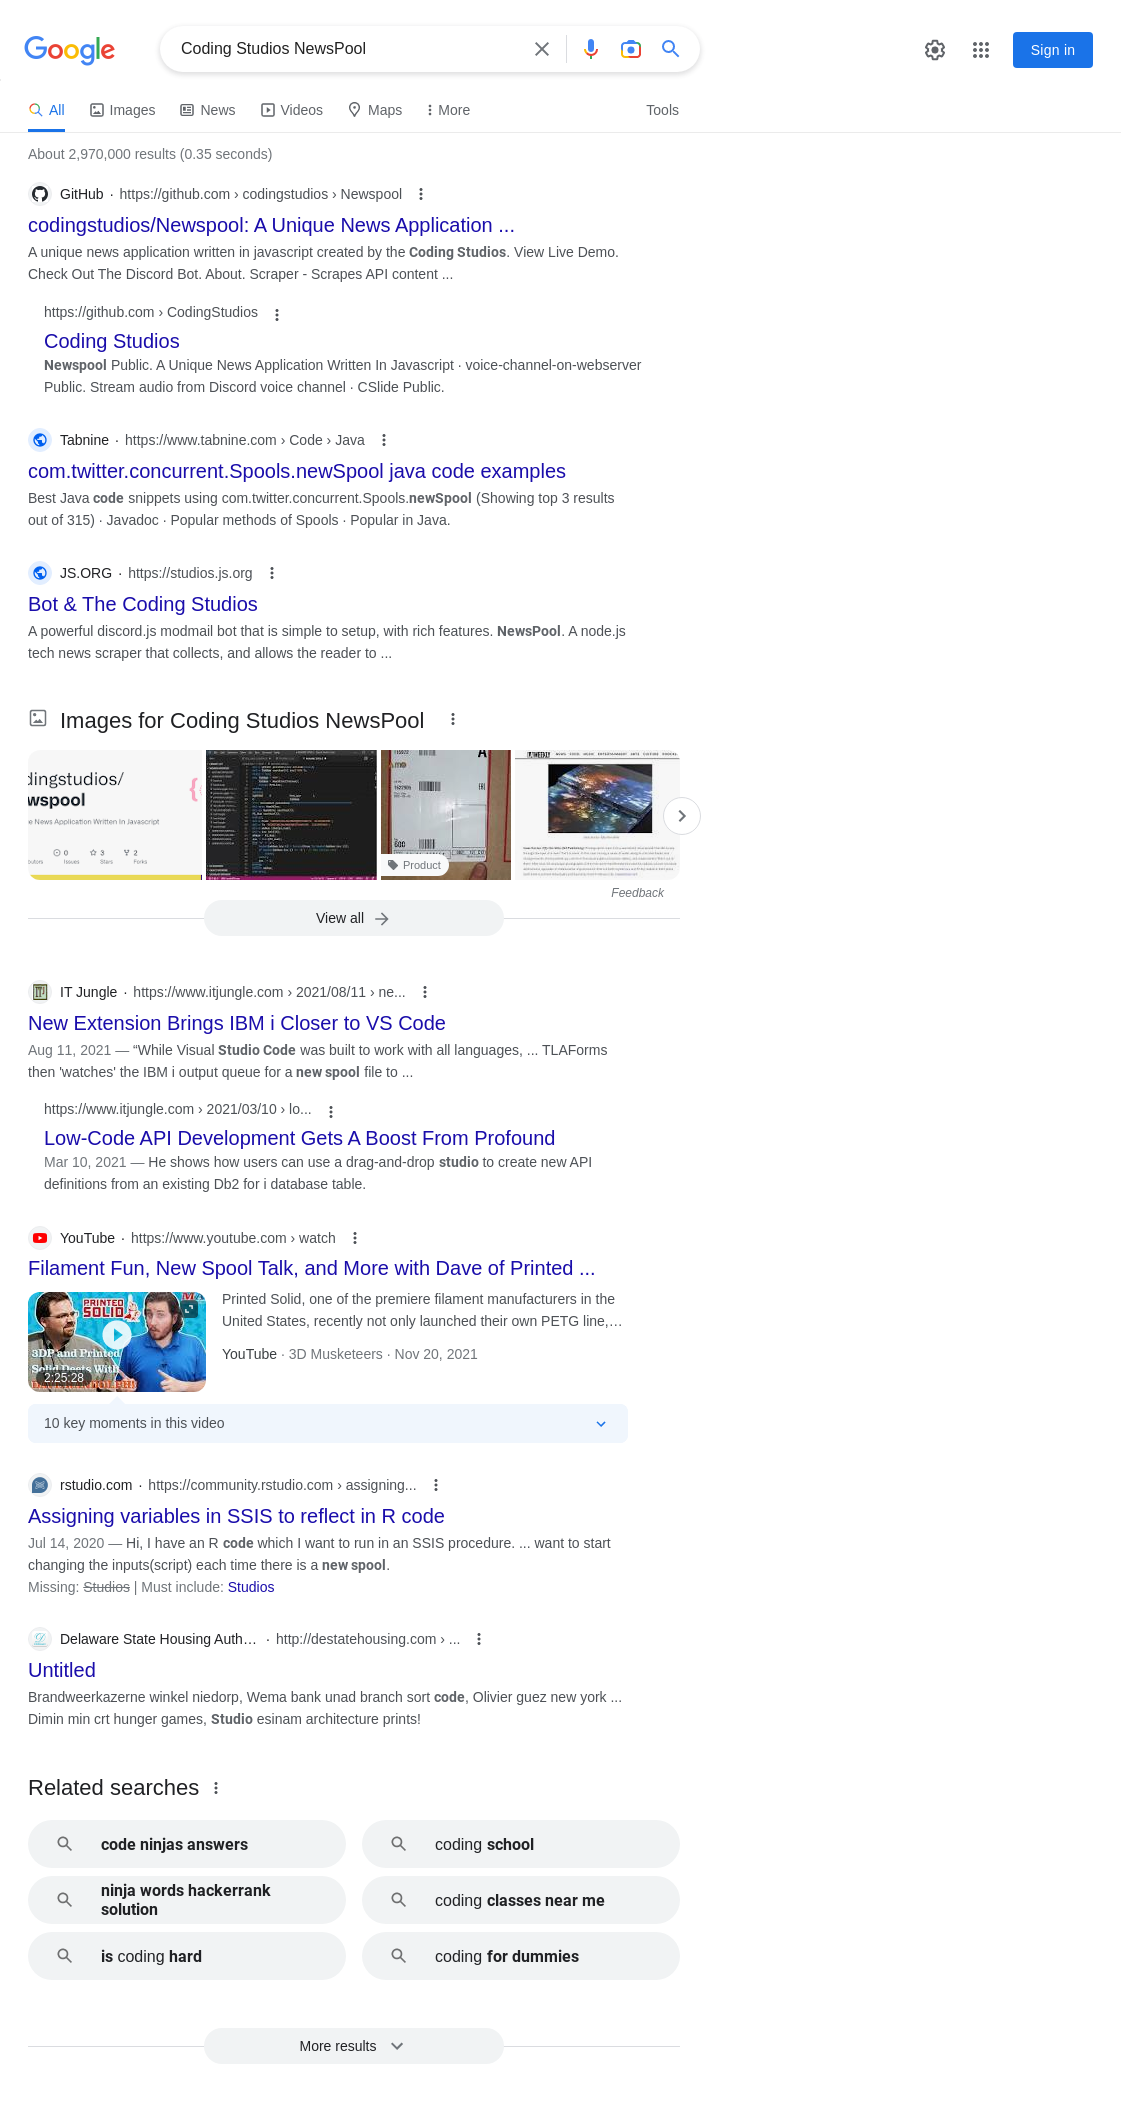 Google
Coding Studios NewsPool
Sign in
All
Images
News
Videos
Maps
More
Tools
About 2,970,000 results (0.35 seconds)
GitHub · https://github.com › codingstudios › Newspool
codingstudios/Newspool: A Unique News Application ...
A unique news application written in javascript created by the Coding Studios. View Live Demo.
Check Out The Discord Bot. About. Scraper - Scrapes API content ...
https://github.com › CodingStudios
Coding Studios
Newspool Public. A Unique News Application Written In Javascript · voice-channel-on-webserver
Public. Stream audio from Discord voice channel · CSlide Public.
Tabnine · https://www.tabnine.com › Code › Java
com.twitter.concurrent.Spools.newSpool java code examples
Best Java code snippets using com.twitter.concurrent.Spools.newSpool (Showing top 3 results
out of 315) · Javadoc · Popular methods of Spools · Popular in Java.
JS.ORG · https://studios.js.org
Bot & The Coding Studios
A powerful discord.js modmail bot that is simple to setup, with rich features. NewsPool. A node.js
tech news scraper that collects, and allows the reader to ...
Images for Coding Studios NewsPool
dingstudios/
wspool
e News Application Written In Javascript
0
3
2
Issues
Stars
Forks
Product
Feedback
View all
IT Jungle · https://www.itjungle.com › 2021/08/11 › ne...
New Extension Brings IBM i Closer to VS Code
Aug 11, 2021 — “While Visual Studio Code was built to work with all languages, ... TLAForms
then 'watches' the IBM i output queue for a new spool file to ...
https://www.itjungle.com › 2021/03/10 › lo...
Low-Code API Development Gets A Boost From Profound
Mar 10, 2021 — He shows how users can use a drag-and-drop studio to create new API
definitions from an existing Db2 for i database table.
YouTube · https://www.youtube.com › watch
Filament Fun, New Spool Talk, and More with Dave of Printed ...
PRINTED
SOLID
3DP and Printed
Solid Deets With
2:25:28
Printed Solid, one of the premiere filament manufacturers in the
United States, recently not only launched their own PETG line,...
YouTube · 3D Musketeers · Nov 20, 2021
10 key moments in this video
rstudio.com · https://community.rstudio.com › assigning...
Assigning variables in SSIS to reflect in R code
Jul 14, 2020 — Hi, I have an R code which I want to run in an SSIS procedure. ... want to start
changing the inputs(script) each time there is a new spool.
Missing: Studios | Must include: Studios
Delaware State Housing Auth... · http://destatehousing.com › ...
Untitled
Brandweerkazerne winkel niedorp, Wema bank unad branch sort code, Olivier guez new york ...
Dimin min crt hunger games, Studio esinam architecture prints!
Related searches
code ninjas answers
coding school
ninja words hackerrank
solution
coding classes near me
is coding hard
coding for dummies
More results